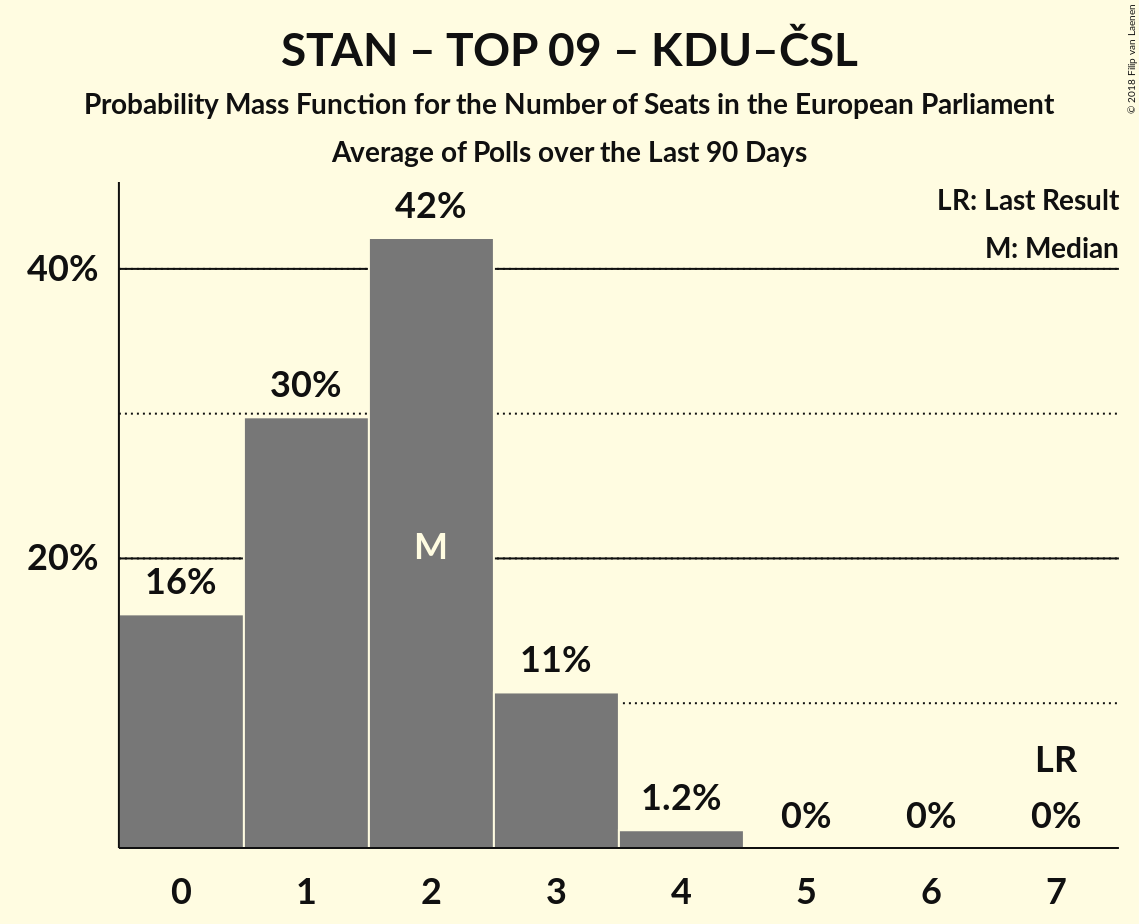 STAN – TOP 09 – KDU–ČSL
Probability Mass Function for the Number of Seats in the European Parliament
Average of Polls over the Last 90 Days
© 2018 Filip van Laenen
LR: Last Result
M: Median
42%
40%
30%
M
20%
16%
11%
LR
1.2%
0%
0%
0%
0
1
2
3
4
5
6
7